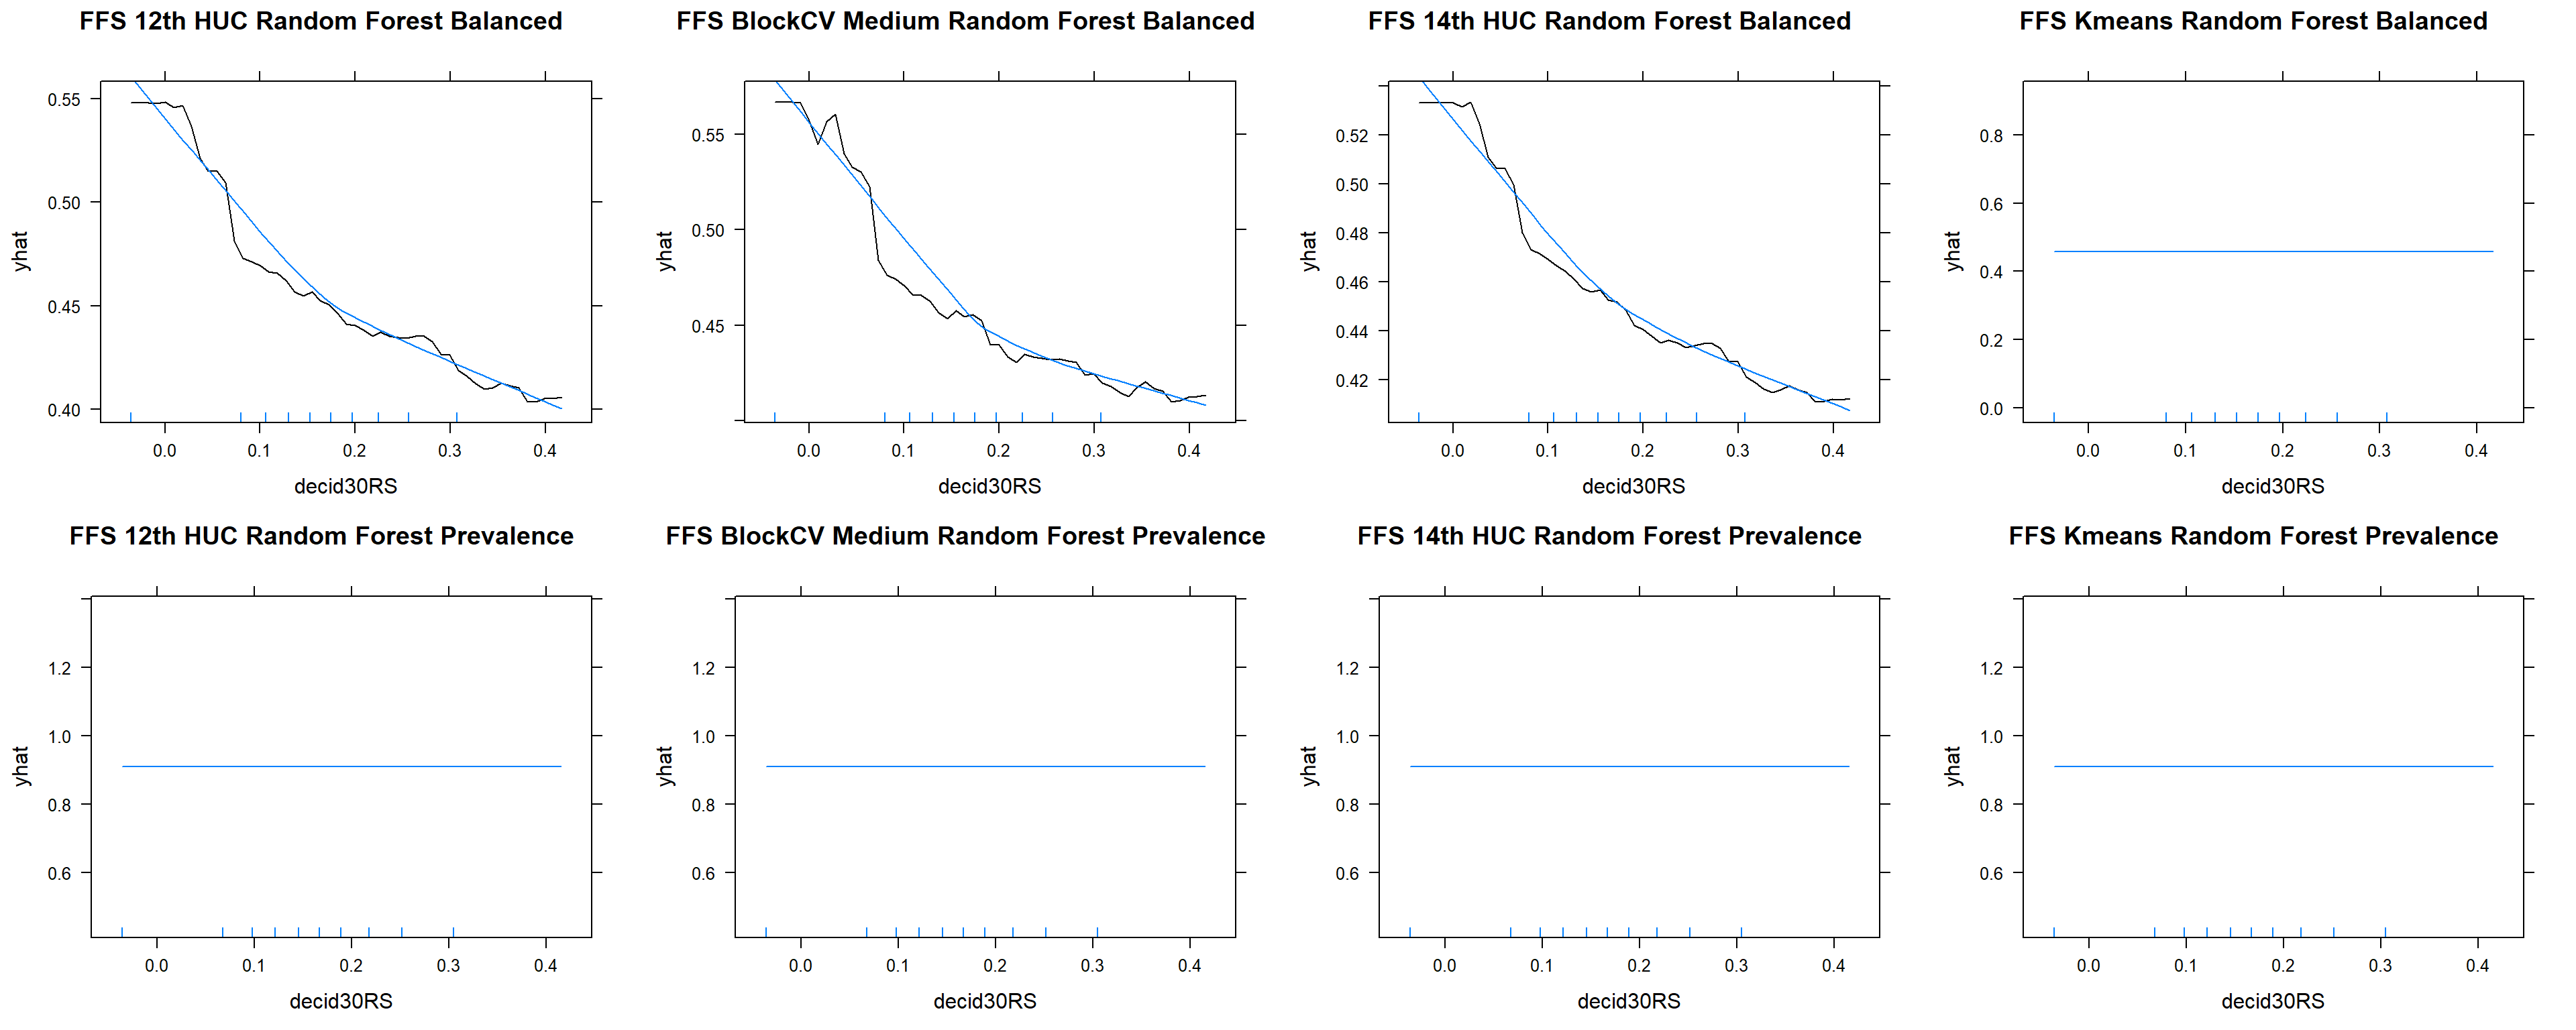 FFS 12th HUC Random Forest Balanced
yhat
0.55
0.50
0.45
0.40
0.0 0.1 0.2 0.3 0.4
decid30RS
FFS BlockCV Medium Random Forest Balanced
yhat
0.55
0.50
0.45
0.0 0.1 0.2 0.3 0.4
decid30RS
FFS 14th HUC Random Forest Balanced
yhat
0.52
0.50
0.48
0.46
0.44
0.42
0.0 0.1 0.2 0.3 0.4
decid30RS
FFS Kmeans Random Forest Balanced
yhat
0.8
0.6
0.4
0.2
0.0
0.0 0.2 0.4
decid30RS
FFS 12th HUC Random Forest Prevalence
yhat
1.2
1.0
0.8
0.6
0.0 0.1 0.2 0.3 0.4
decid30RS
FFS BlockCV Medium Random Forest Prevalence
yhat
1.2
1.0
0.8
0.6
0.0 0.1 0.2 0.3 0.4
decid30RS
FFS 14th HUC Random Forest Prevalence
yhat
1.2
1.0
0.8
0.6
0.0 0.1 0.2 0.3 0.4
decid30RS
FFS Kmeans Random Forest Prevalence
yhat
1.2
1.0
0.8
0.6
0.0 0.1 0.2 0.3 0.4
decid30RS